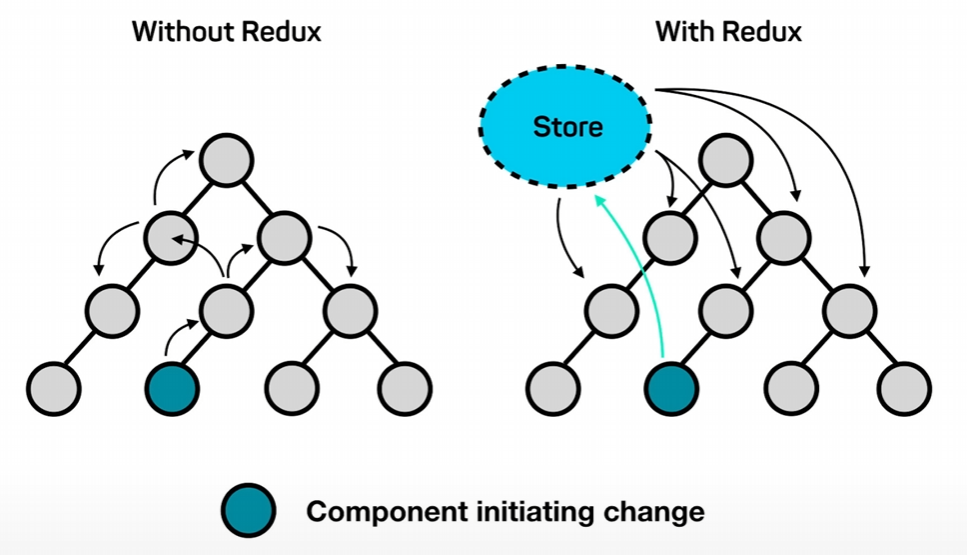 Without Redux
With Redux
Store
Component initiating change